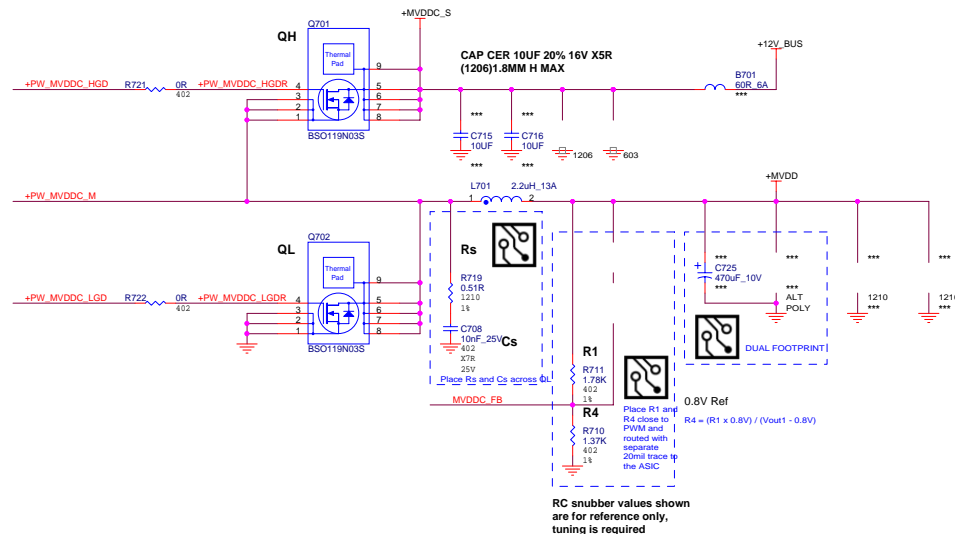 Q701
+MVDDC_S
QH
Thermal
Pad
9
+PW_MVDDC_HGD
R721
0R
402
+PW_MVDDC_HGDR
4
3
2
1
5
6
7
8
BSO119N03S
CAP CER 10UF 20% 16V X5R
(1206)1.8MM H MAX
+12V_BUS
B701
60R_6A
***
***
C715
10UF
***
***
C716
10UF
***
1206
603
+PW_MVDDC_M
L701
2.2uH_13A
1
2
+MVDD
Q702
QL
Thermal
Pad
9
+PW_MVDDC_LGD
R722
0R
402
+PW_MVDDC_LGDR
4
3
2
1
5
6
7
8
BSO119N03S
Rs
R719
0.51R
1210
1%
C708
10nF_25V
Cs
402
X7R
25V
Place Rs and Cs across QL
MVDDC_FB
R1
R711
1.78K
402
1%
R4
R710
1.37K
402
1%
Place R1 and
R4 close to
PWM and
routed with
separate
20mil trace to
the ASIC
***
+
C725
470uF_10V
***
***
***
ALT
POLY
DUAL FOOTPRINT
***
1210
***
***
***
0.8V Ref
R4 = (R1 x 0.8V) / (Vout1 - 0.8V)
RC snubber values shown
are for reference only,
tuning is required